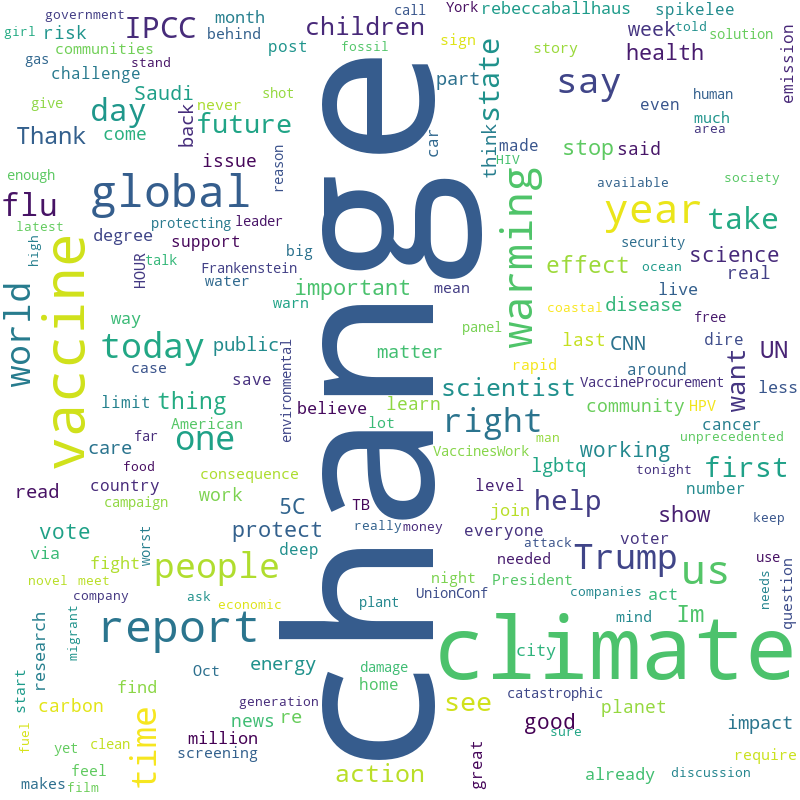 government
girl
risk
IPCC
month
behind
children
call
York
rebeccaballhaus
spikelee
told
week
solution
communities
stand
gas
challenge
post
fossil
sign
story
say
health
emission
give
Saudi
never
shot
part
state
even
human
day
come
back
future
car
think
made
much
area
Thank
issue
reason
HIV
stop
said
enough
flu
global
change
warming
available
society
latest
protecting
leader
year
take
high
degree
support
big
security
science
vaccine
HOUR
talk
Frankenstein
water
effect
ocean
real
world
important
mean
live
warn
coastal
disease
free
way
today
public
matter
panel
last
CNN
dire
UN
case
save
environmental
rapid
around
want
limit
thing
believe
learn
scientist
VaccineProcurement
less
American
lot
right
community
HPV
far
care
one
man
cancer
unprecedented
food
consequence
VaccinesWork
working
read
country
work
lgbtq
tonight
first
campaign
5C
TB
level
help
number
vote
protect
really
money
join
show
keep
via
worst
deep
everyone
attack
voter
fight
people
needed
Trump
us
use
novel
meet
night
President
company
ask
economic
plant
UnionConf
companies
act
needs
question
research
migrant
report
climate
mind
Im
Oct
energy
damage
city
start
find
home
catastrophic
carbon
time
generation
see
planet
fuel
news
re
good
impact
yet
clean
million
sure
screening
great
require
feel
action
already
discussion
makes
film